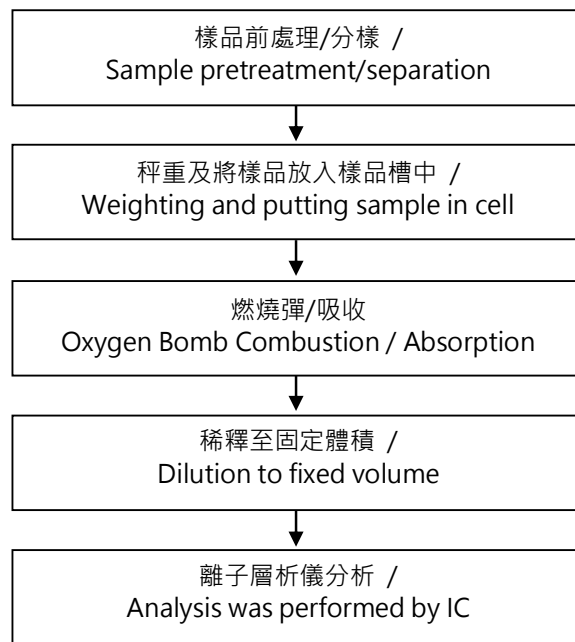 樣品前處理/分樣 /
Sample pretreatment/separation
秤重及將樣品放入樣品槽中 /
Weighting and putting sample in cell
燃燒彈/吸收
Oxygen Bomb Combustion / Absorption
稀釋至固定體積 /
Dilution to fixed volume
離子層析儀分析 /
Analysis was performed by IC